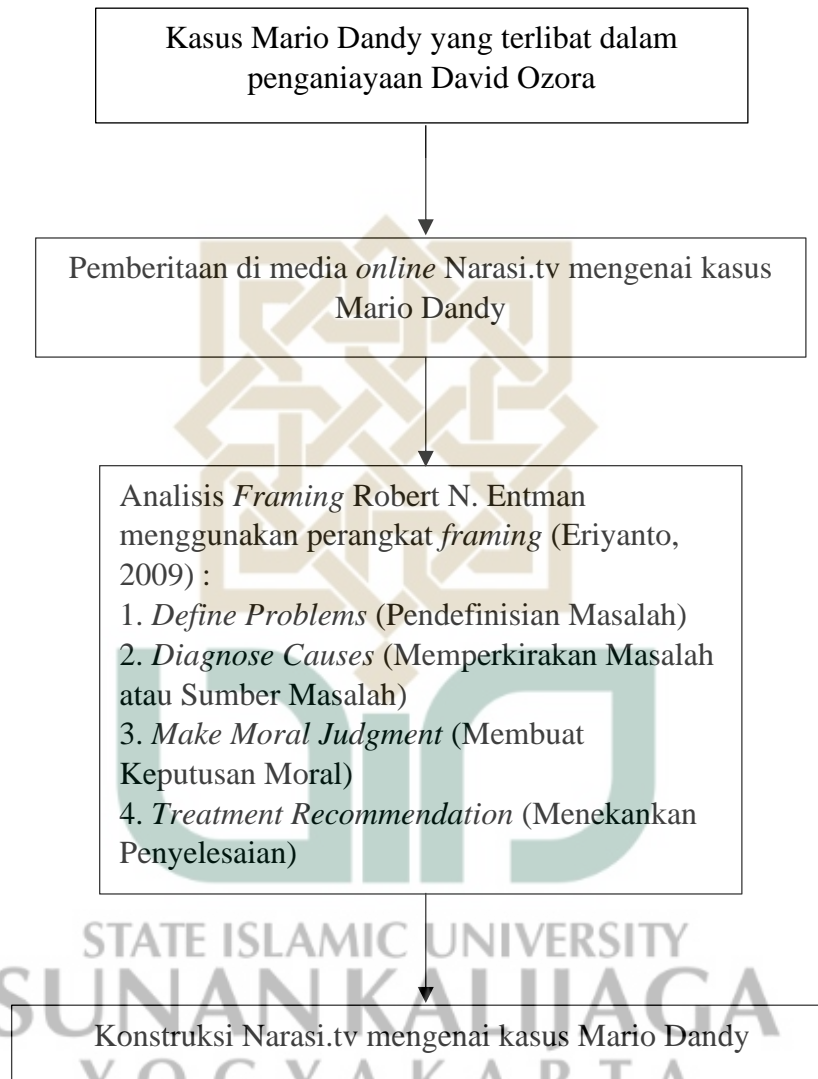 Kasus Mario Dandy yang terlibat dalam
penganiayaan David Ozora
Pemberitaan di media online Narasi.tv mengenai kasus
Mario Dandy
Analisis Framing Robert N. Entman
menggunakan perangkat framing (Eriyanto,
2009) :
1. Define Problems (Pendefinisian Masalah)
2. Diagnose Causes (Memperkirakan Masalah
atau Sumber Masalah)
3. Make Moral Judgment (Membuat
Keputusan Moral)
4. Treatment Recommendation (Menekankan
Penyelesaian)
STATE ISLAMIC UNIVERSITY
SUNAN KALIJAGA
Konstruksi Narasi.tv mengenai kasus Mario Dandy
YOGYAKARTA